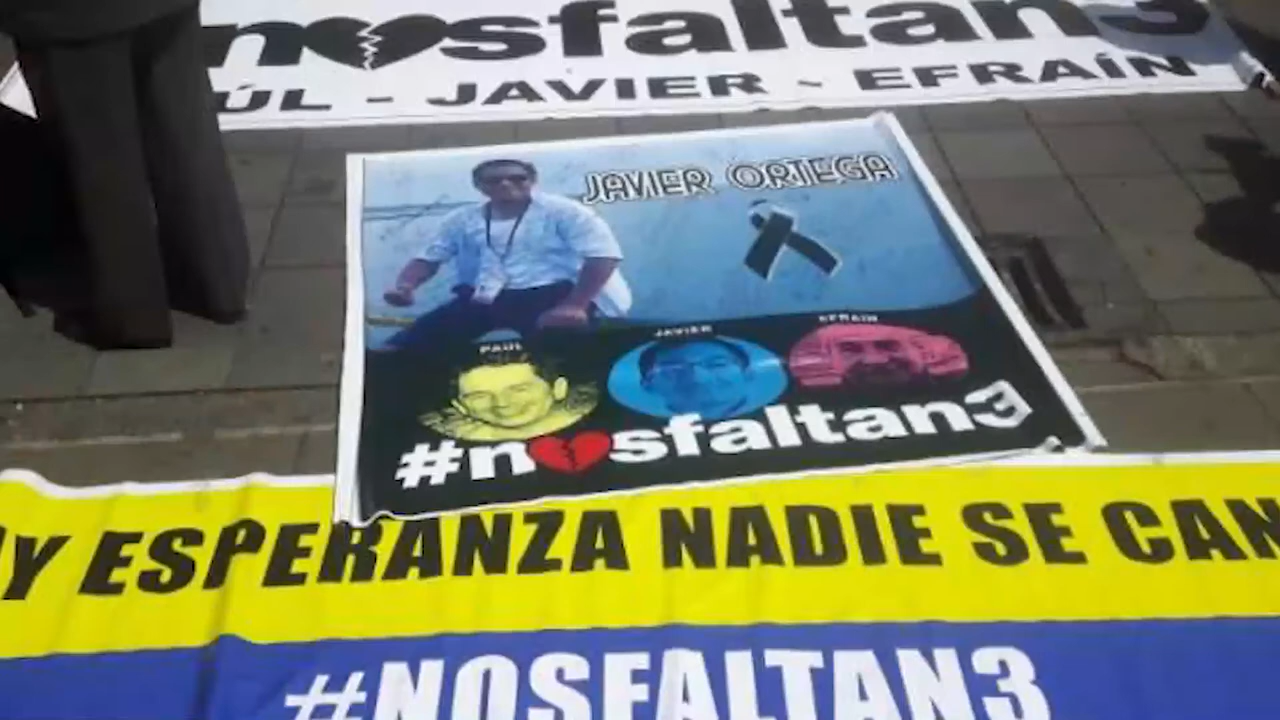 n sfaltan3
ÚL - JAVIER - EFRAÍN
JAVIER ORTEGA
PAUL JAVIER EFRAIN
#n sfaltan3
Y ESPERANZA NADIE SE CAN
#NOSFALTAN3